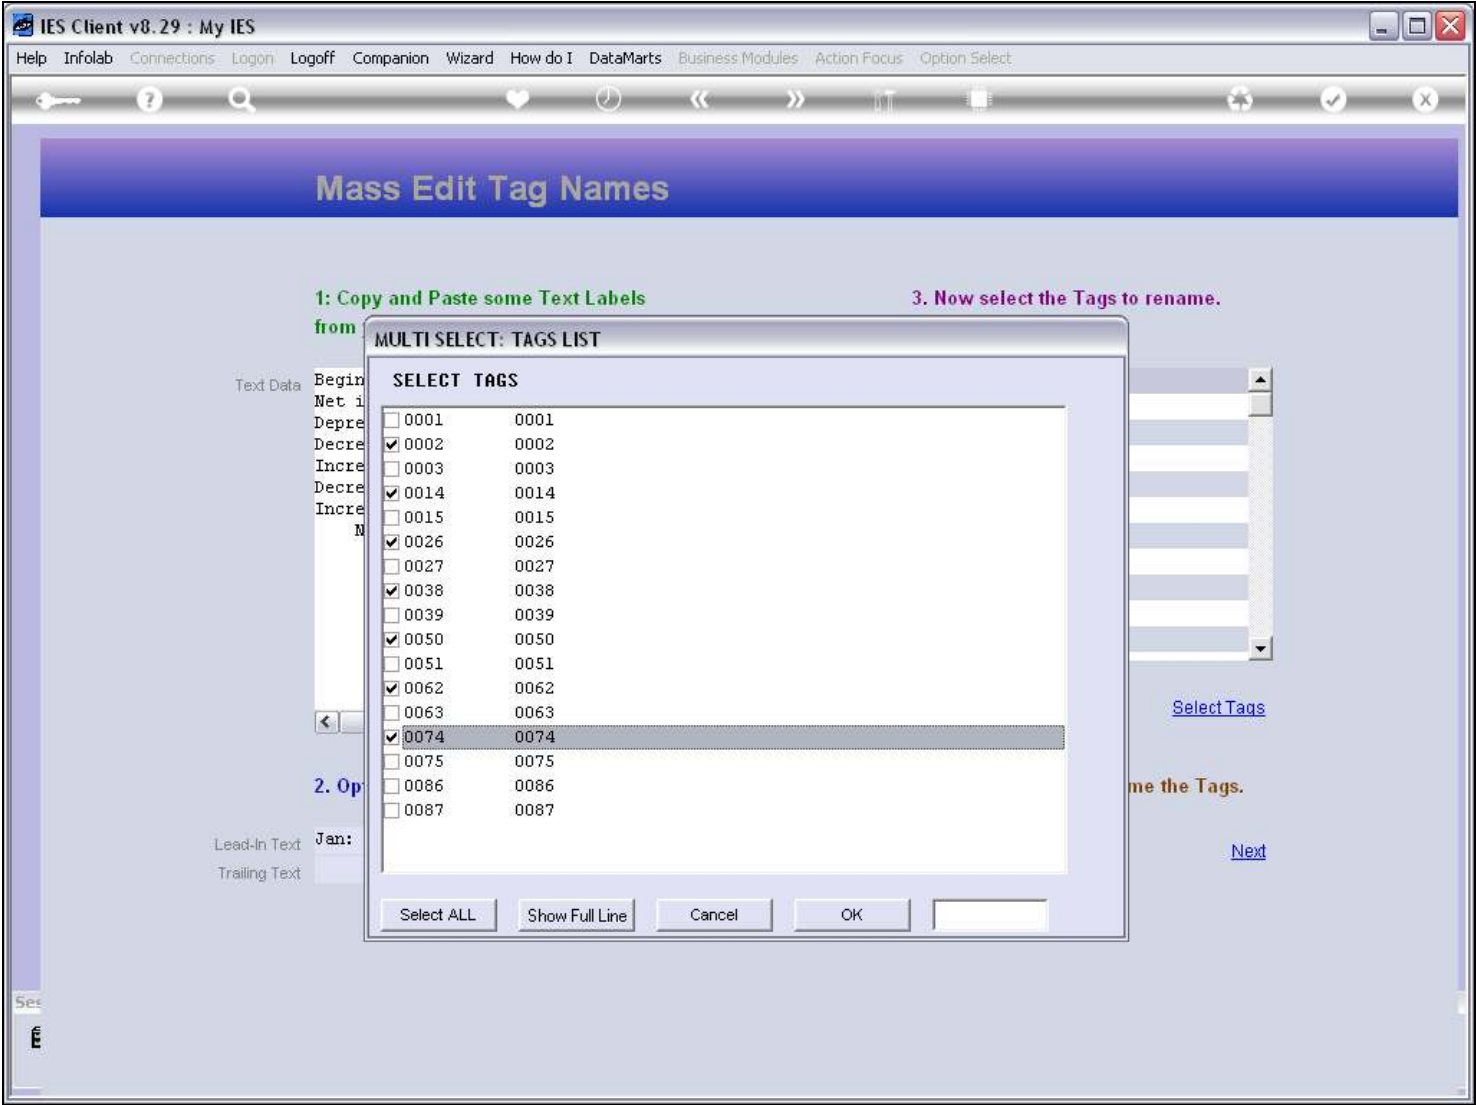 IES Client v8.29 : My IES
Help Infolab Connections Logon Logoff Companion Wizard How do I DataMarts Business Modules Action Focus Option Select
Mass Edit Tag Names
1: Copy and Paste some Text Labels
from
3. Now select the Tags to rename.
MULTI SELECT: TAGS LIST
SELECT TAGS
Text Data
Begin
Net i
Depre
Decre
Incre
Decre
Incre
N
0001 0001
0002 0002
0003 0003
0014 0014
0015 0015
0026 0026
0027 0027
0038 0038
0039 0039
0050 0050
0051 0051
0062 0062
0063 0063
0074 0074
0075 0075
0086 0086
0087 0087
Select Tags
2. Op
me the Tags.
Lead-In Text Jan:
Trailing Text
Next
Select ALL Show Full Line Cancel OK
Ses